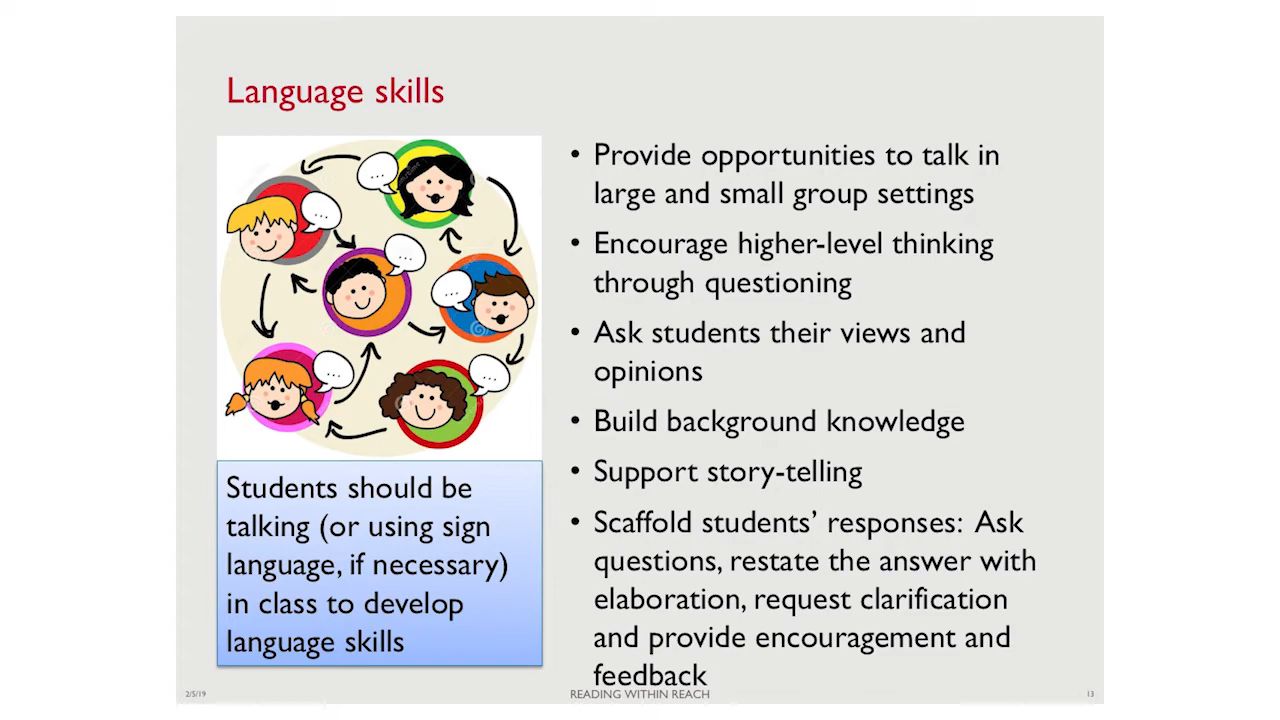 Language skills
• Provide opportunities to talk in
large and small group settings
• Encourage higher-level thinking
through questioning
• Ask students their views and
opinions
• Build background knowledge
• Support story-telling
• Scaffold students’ responses: Ask
questions, restate the answer with
elaboration, request clarification
and provide encouragement and
feedback
Students should be
talking (or using sign
language, if necessary)
in class to develop
language skills
2/5/19
READING WITHIN REACH
13